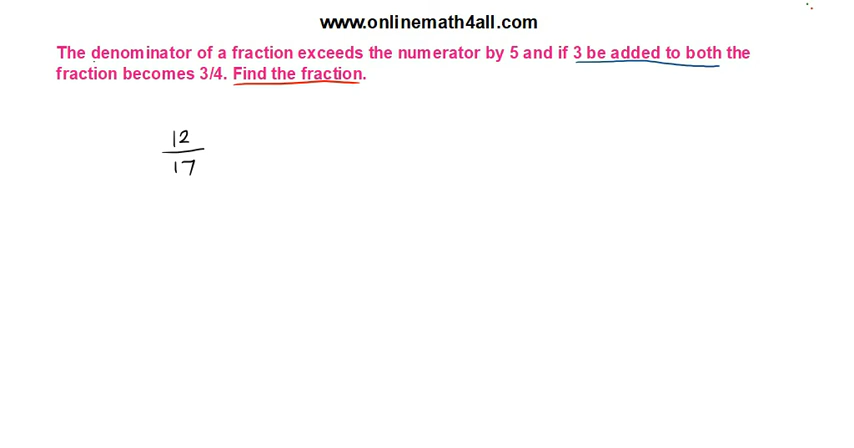 www.onlinemath4all.com
The denominator of a fraction exceeds the numerator by 5 and if 3 be added to both the
fraction becomes 3/4. Find the fraction.
12
17